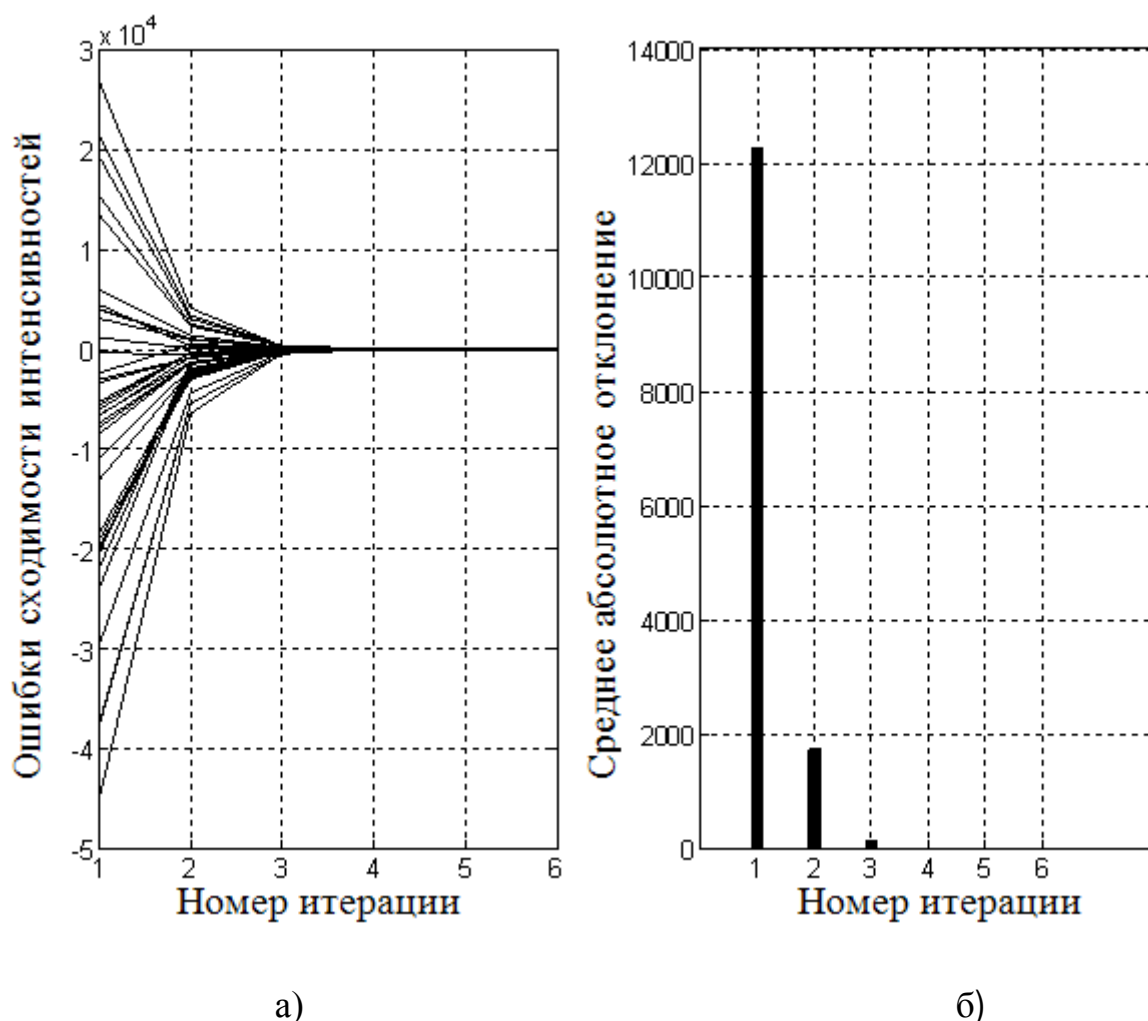 x 10^4
3
2
1
0
-1
-2
-3
-4
-5
1 2 3 4 5 6
Ошибки сходимости интенсивностей
Номер итерации
а)
14000
12000
10000
8000
6000
4000
2000
0
1 2 3 4 5 6
Среднее абсолютное отклонение
Номер итерации
б)